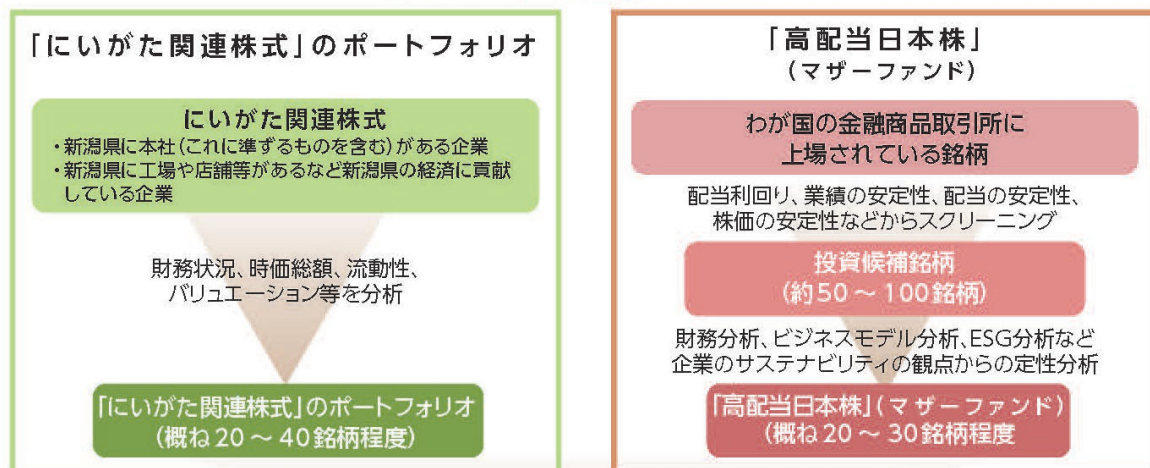 「にいがた関連株式」のポートフォリオ
にいがた関連株式
・新潟県に本社(これに準ずるものを含む)がある企業
・新潟県に工場や店舗等があるなど新潟県の経済に貢献
している企業
財務状況、時価総額、流動性、
バリュエーション等を分析
「にいがた関連株式」のポートフォリオ
(概ね20～40銘柄程度)
「高配当日本株」
(マザーファンド)
わが国の金融商品取引所に
上場されている銘柄
配当利回り、業績の安定性、配当の安定性、
株価の安定性などからスクリーニング
投資候補銘柄
(約50～100銘柄)
財務分析、ビジネスモデル分析、ESG分析など
企業のサステナビリティの観点からの定性分析
「高配当日本株」(マザーファンド)
(概ね20～30銘柄程度